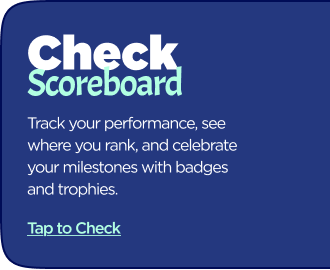 Check
Scoreboard
Track your performance, see
where you rank, and celebrate
your milestones with badges
and trophies.
Tap to Check